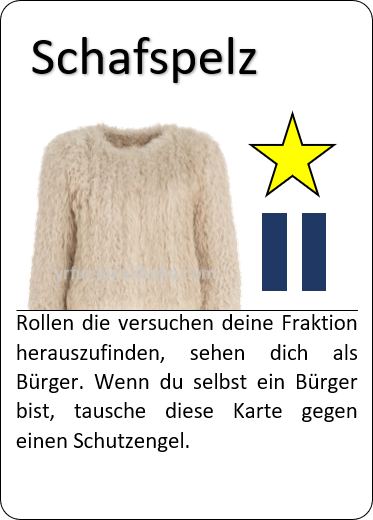 Schafspelz
Rollen die versuchen deine Fraktion
herauszufinden, sehen dich als
Bürger. Wenn du selbst ein Bürger
bist, tausche diese Karte gegen
einen Schutzengel.